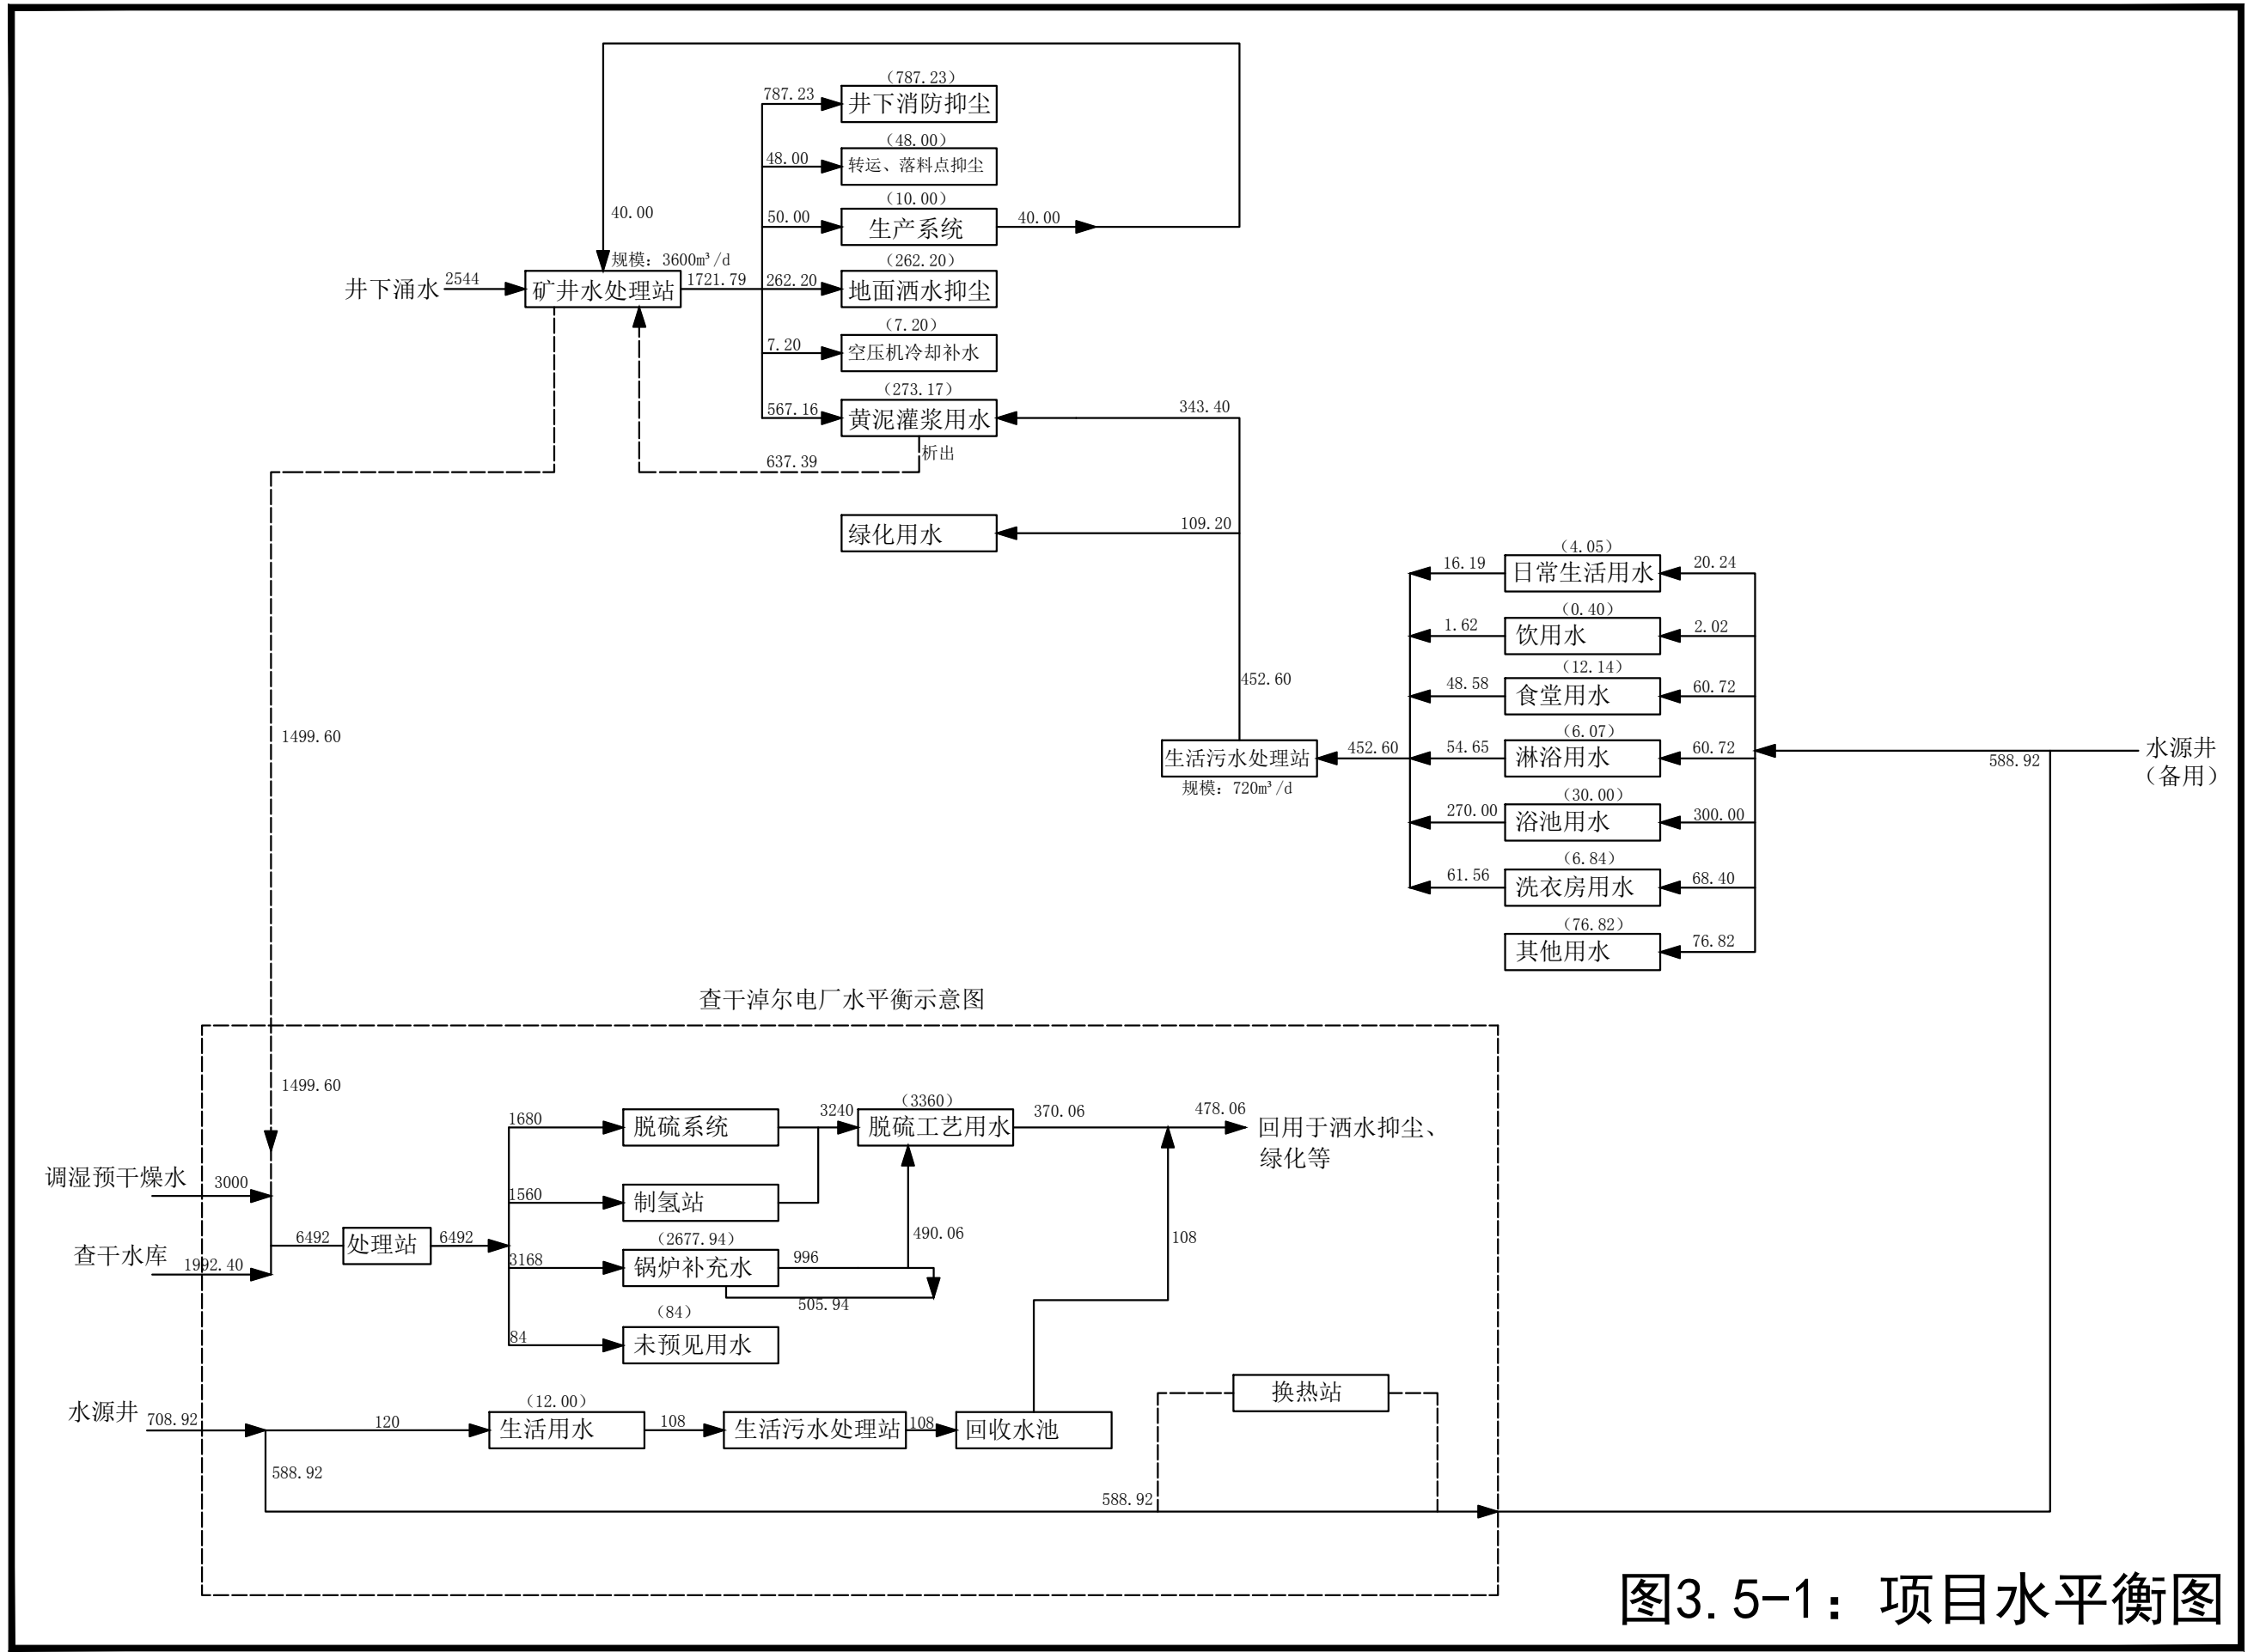 （787.23）
787.23
井下消防抑尘
（48.00）
48.00
转运、落料点抑尘
（10.00）
50.00
生产系统
40.00
40.00
规模：3600m³/d
（262.20）
井下涌水
2544
矿井水处理站
1721.79
262.20
地面洒水抑尘
（7.20）
7.20
空压机冷却补水
（273.17）
567.16
黄泥灌浆用水
343.40
析出
637.39
绿化用水
109.20
（4.05）
16.19
日常生活用水
20.24
（0.40）
1.62
饮用水
2.02
（12.14）
48.58
食堂用水
60.72
452.60
（6.07）
1499.60
生活污水处理站
452.60
54.65
淋浴用水
60.72
588.92
水源井
（备用）
规模：720m³/d
（30.00）
270.00
浴池用水
300.00
（6.84）
61.56
洗衣房用水
68.40
（76.82）
其他用水
76.82
查干淖尔电厂水平衡示意图
1499.60
（3360）
1680
脱硫系统
3240
脱硫工艺用水
370.06
478.06
回用于洒水抑尘、
绿化等
调湿预干燥水
3000
1560
制氢站
（2677.94）
6492
处理站
6492
490.06
108
查干水库
1992.40
3168
锅炉补充水
996
505.94
（84）
84
未预见用水
换热站
（12.00）
水源井
708.92
120
生活用水
108
生活污水处理站
108
回收水池
588.92
588.92
图3.5-1：项目水平衡图